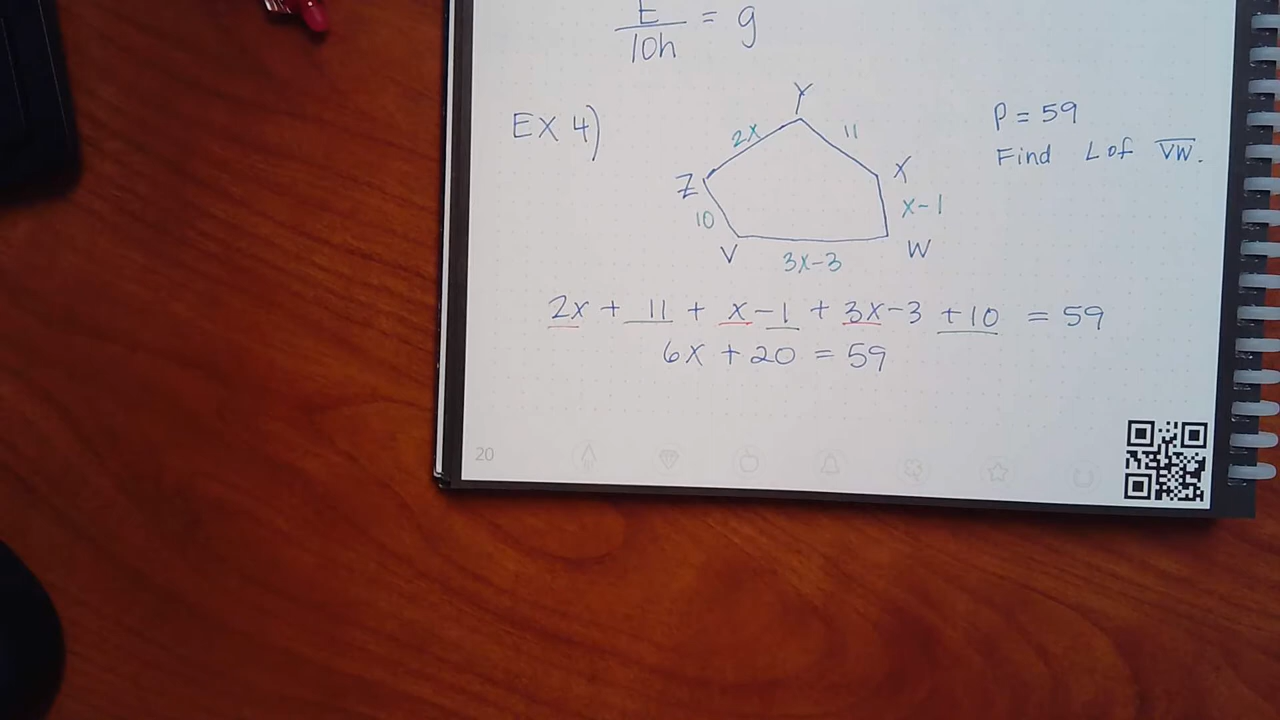 E
10h = g
EX 4)
Y
2x
11
P = 59
Find L of VW.
Z
X
10
x-1
V
3x-3
W
2x + 11 + x-1 + 3x-3 +10 = 59
6x + 20 = 59
20